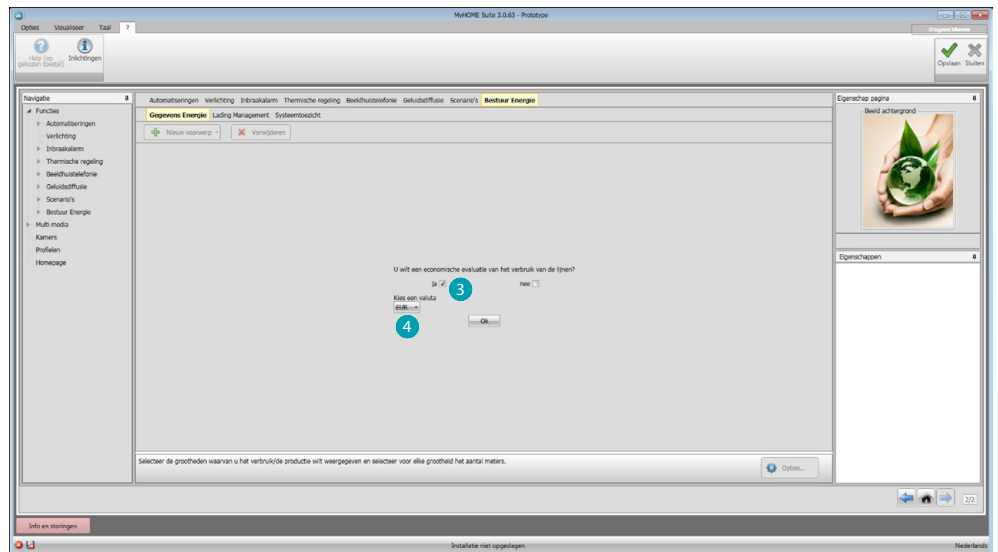 MyHOME Suite 3.0.63 - Prototype
Opties Visualiseer Taal ?
Help (op gekozen toestel)
Inlichtingen
Opslaan Sluiten
Navigatie
Functies
Automatiseringen
Verlichting
Inbraakalarm
Thermische regeling
Beeldhuistelefonie
Geluidsdiffusie
Scenario's
Bestuur Energie
Multi media
Kamers
Profielen
Homepage
Automatiseringen Verlichting Inbraakalarm Thermische regeling Beeldhuistelefonie Geluidsdiffusie Scenario's Bestuur Energie
Gegevens Energie Lading Management Systeemtoezicht
Nieuw voorwerp Verwijderen
U wilt een economische evaluatie van het verbruik van de lijnen?
ja nee
3
Kies een valuta
EUR
4
Ok
Selecteer de grootheden waarvan u het verbruik/de productie wilt weergegeven en selecteer voor elke grootheid het aantal meters.
Opties...
Eigenschap pagina
Beeld achtergrond
Eigenschappen
2/2
Info en storingen
Installatie niet opgeslagen
Nederlands